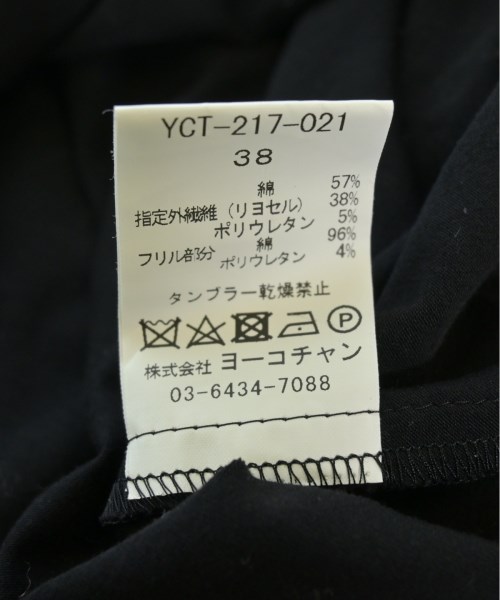 YCT-217-021
38
綿 57%
指定外繊維 (リヨセル) 38%
ポリウレタン 5%
フリル部分 綿 96%
ポリウレタン 4%
タンブラー乾燥禁止
P
株式会社 ヨーコチャン
03-6434-7088